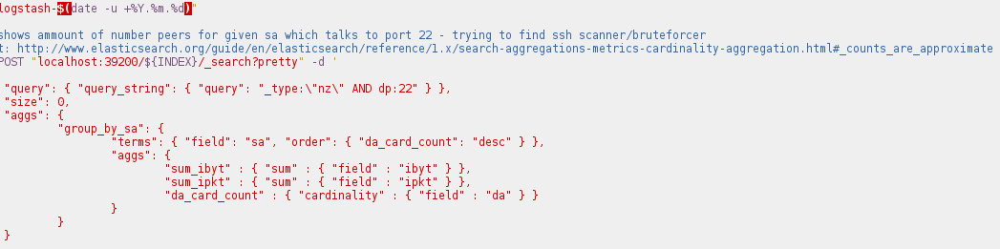 logstash-$(date -u +%Y.%m.%d)"
shows ammount of number peers for given sa which talks to port 22 - trying to find ssh scanner/bruteforcer
t: http://www.elasticsearch.org/guide/en/elasticsearch/reference/1.x/search-aggregations-metrics-cardinality-aggregation.html#_counts_are_approximate
POST "localhost:39200/${INDEX}/_search?pretty" -d '
"query": { "query_string": { "query": "_type:\"nz\" AND dp:22" } },
"size": 0,
"aggs": {
"group_by_sa": {
"terms": { "field": "sa", "order": { "da_card_count": "desc" } },
"aggs": {
"sum_ibyt" : { "sum" : { "field" : "ibyt" } },
"sum_ipkt" : { "sum" : { "field" : "ipkt" } },
"da_card_count" : { "cardinality" : { "field" : "da" } }
}
}
}